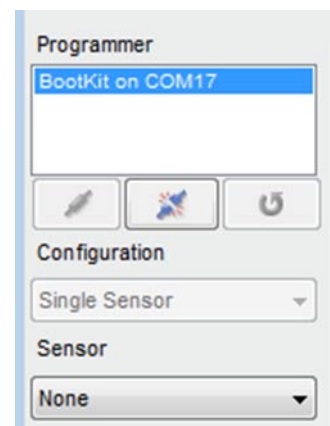 Programmer
BootKit on COM17
Configuration
Single Sensor
Sensor
None